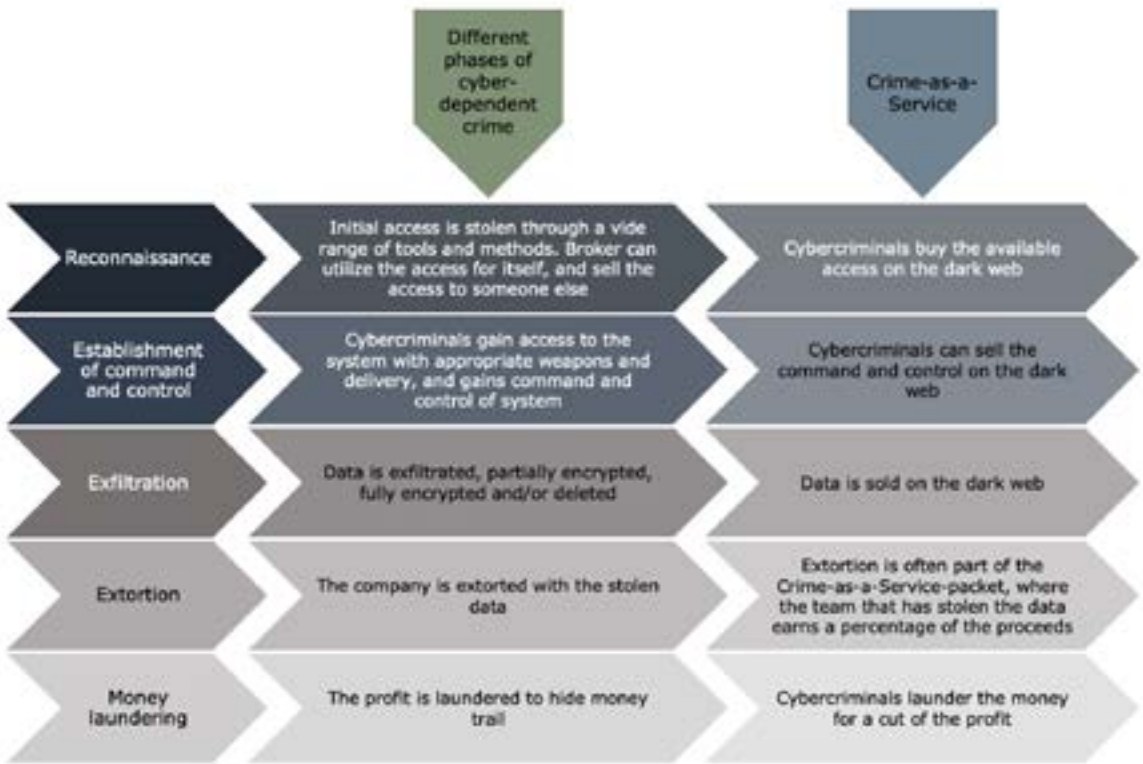 Different
phases of
cyber-
dependent
crime
Crime-as-a-
Service
Reconnaissance
Initial access is stolen through a vide
range of tools and methods. Broker can
utilize the access for itself, and sell the
access to someone else
Cybercriminals buy the available
access on the dark web
Establishment
of command
and control
Cybercriminals gain access to the
system with appropriate weapons and
delivery, and gains command and
control of system
Cybercriminals can sell the
command and control on the dark
web
Exfiltration
Data is exfiltrated, partially encrypted,
fully encrypted and/or deleted
Data is sold on the dark web
Extortion
The company is extorted with the stolen
data
Extortion is often part of the
Crime-as-a-Service-packet, where
the team that has stolen the data
earns a percentage of the proceeds
Money
laundering
The profit is laundered to hide money
trail
Cybercriminals launder the money
for a cut of the profit